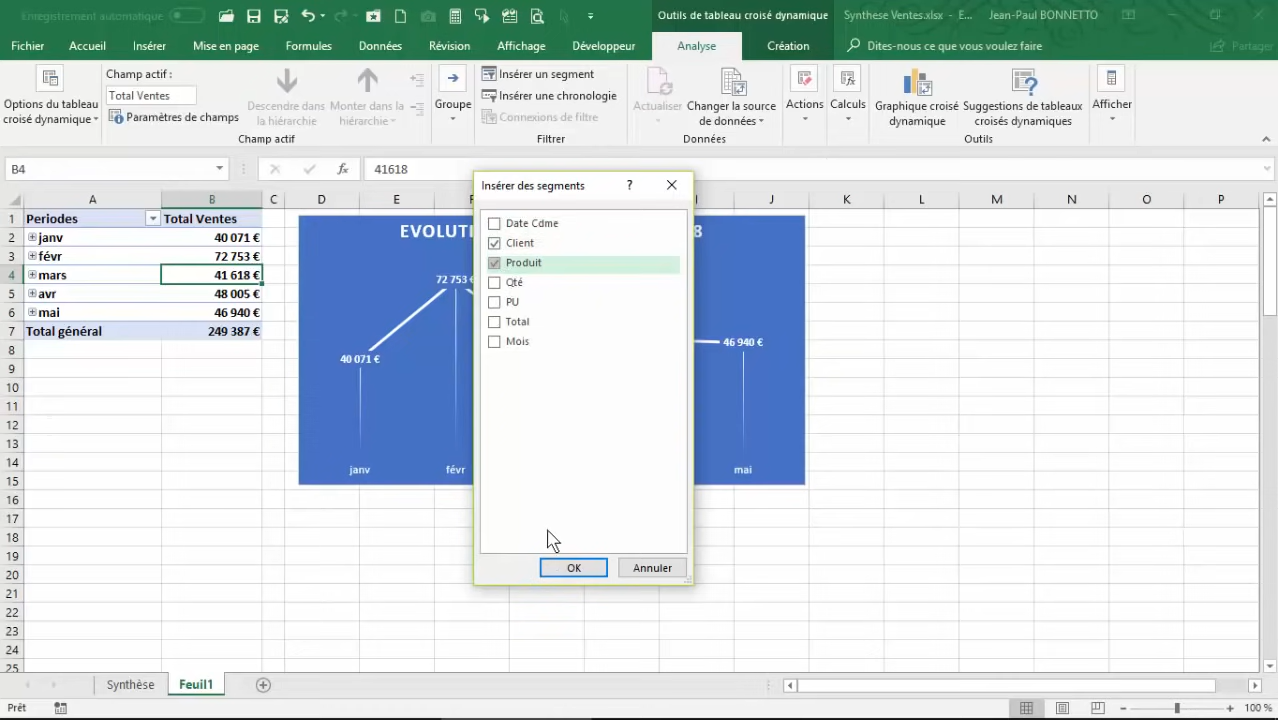 Enregistrement automatique
Outils de tableau croisé dynamique
Synthese Ventes.xlsx - E...
Jean-Paul BONNETTO
Fichier Accueil Insérer Mise en page Formules Données Révision Affichage Développeur Analyse Création Dites-nous ce que vous voulez faire Partager
Options du tableau
croisé dynamique
Champ actif :
Total Ventes
Paramètres de champs
Descendre dans
la hiérarchie
Monter dans la
hiérarchie
Champ actif
Groupe
Insérer un segment
Insérer une chronologie
Connexions de filtre
Filtrer
Actualiser
Changer la source
de données
Données
Actions
Calculs
Graphique croisé
dynamique
Suggestions de tableaux
croisés dynamiques
Outils
Afficher
B4
fx
41618
A B C D E F I J K L M N O P
1 Periodes Total Ventes
2 janv 40 071 €
3 févr 72 753 €
4 mars 41 618 €
5 avr 48 005 €
6 mai 46 940 €
7 Total général 249 387 €
8
9
10
11
12
13
14
15
16
17
18
19
20
21
22
23
24
25
EVOLUTI
8
72 753 €
40 071 €
46 940 €
janv
févr
mai
Insérer des segments ?
Date Cdme
Client
Produit
Qté
PU
Total
Mois
OK Annuler
Synthèse Feuil1
Prêt
100 %